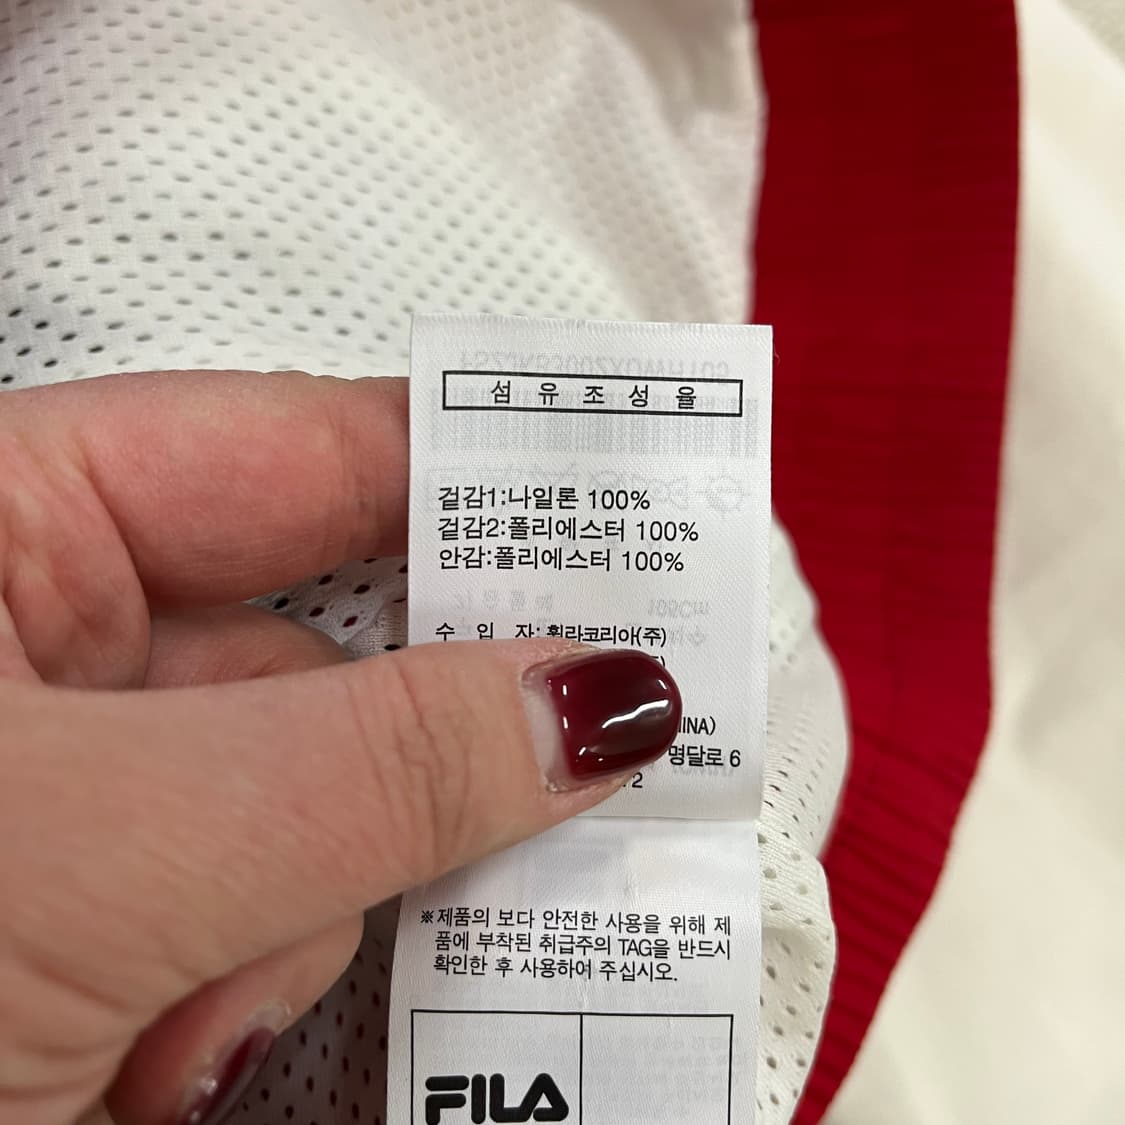 섬 유 조 성 율
겉감1:나일론 100%
겉감2:폴리에스터 100%
안감:폴리에스터 100%
수 입 자: 휠라코리아(주)
명달로 6
2
※제품의 보다 안전한 사용을 위해 제
품에 부착된 취급주의 TAG을 반드시
확인한 후 사용하여 주십시오.
FILA